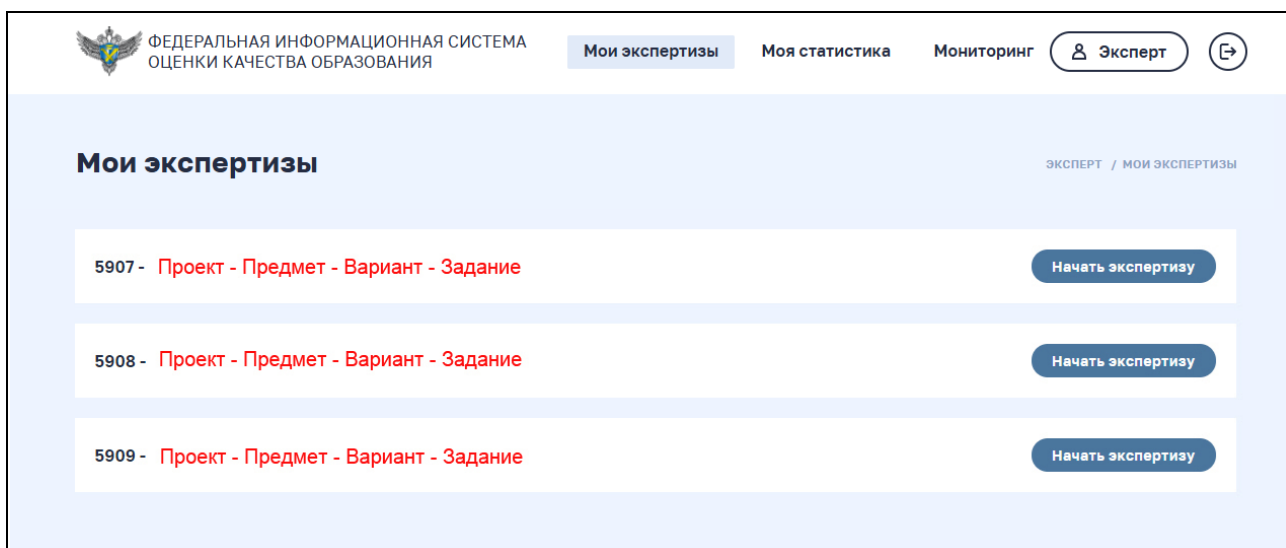 ФЕДЕРАЛЬНАЯ ИНФОРМАЦИОННАЯ СИСТЕМА
ОЦЕНКИ КАЧЕСТВА ОБРАЗОВАНИЯ
Мои экспертизы
Моя статистика
Мониторинг
Эксперт
Мои экспертизы
ЭКСПЕРТ / МОИ ЭКСПЕРТИЗЫ
5907 - Проект - Предмет - Вариант - Задание
Начать экспертизу
5908 - Проект - Предмет - Вариант - Задание
Начать экспертизу
5909 - Проект - Предмет - Вариант - Задание
Начать экспертизу